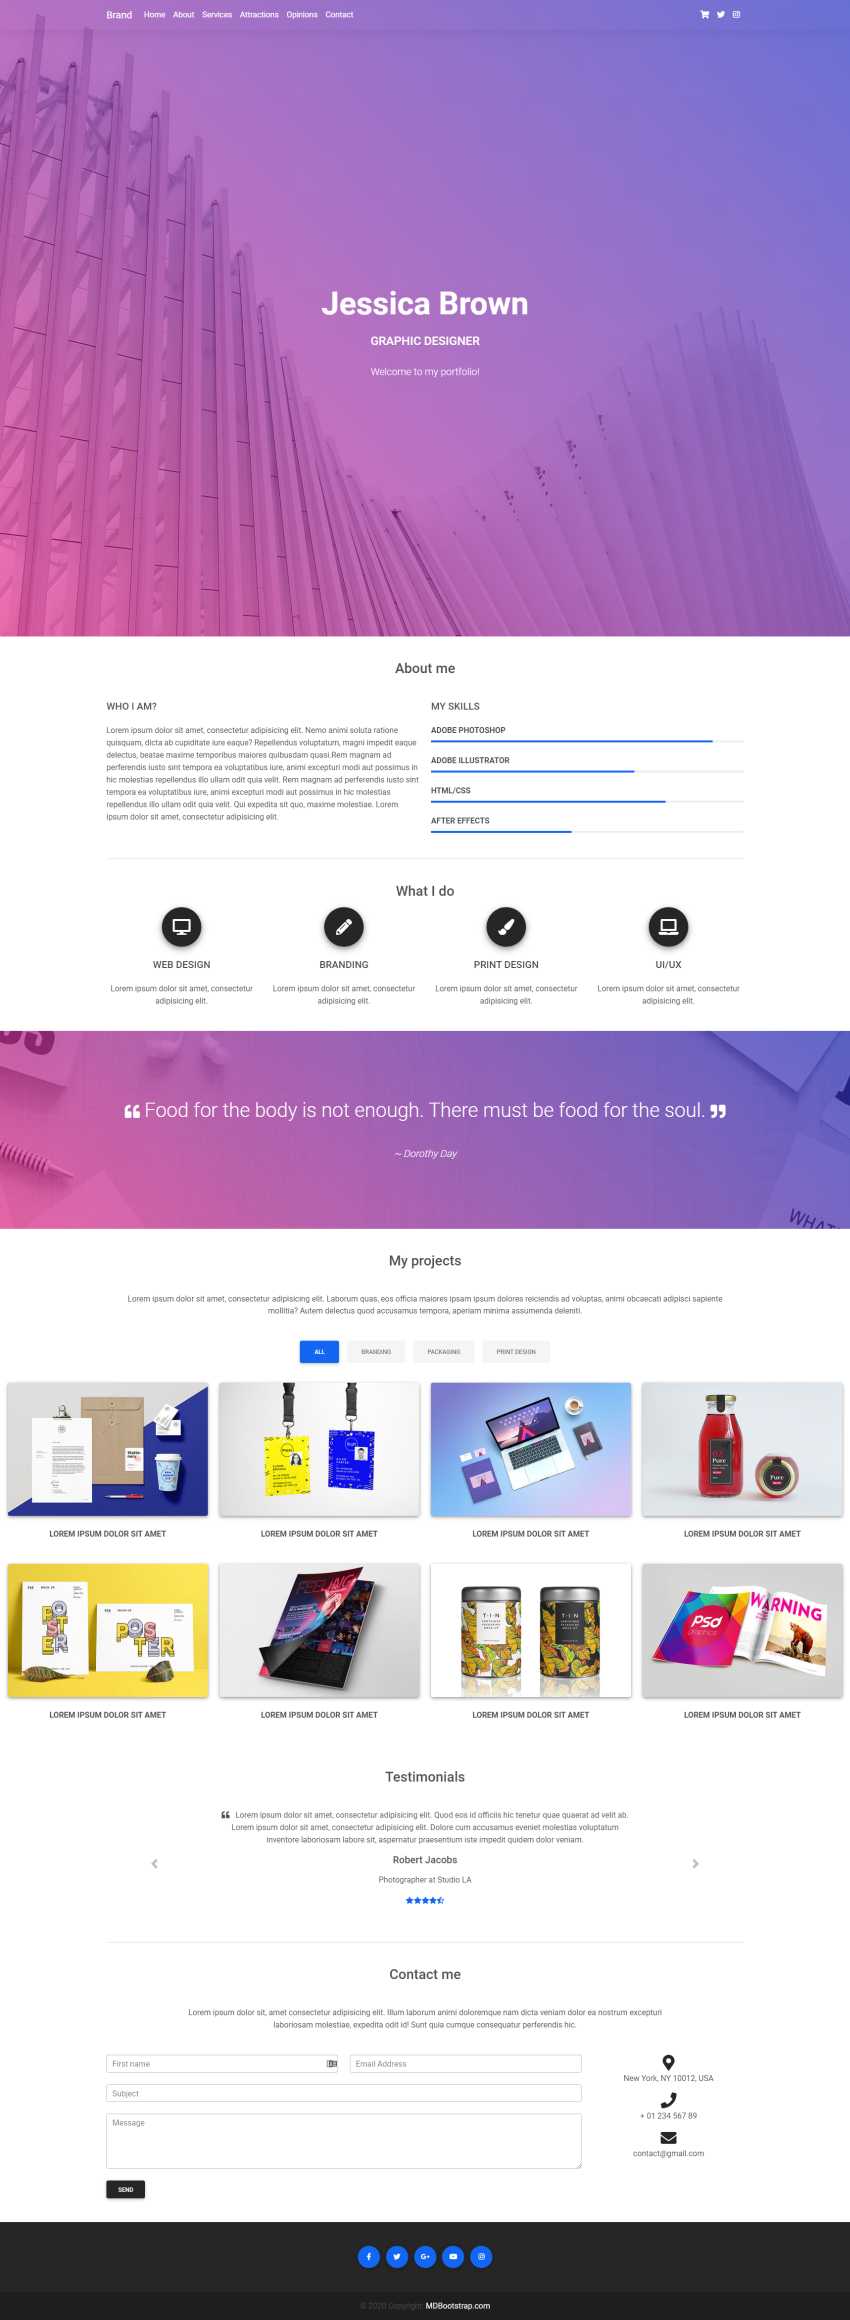 Brand Home About Services Attractions Opinions Contact
Jessica Brown
GRAPHIC DESIGNER
Welcome to my portfolio!
About me
WHO I AM?
Lorem ipsum dolor sit amet, consectetur adipisicing elit. Nemo animi soluta ratione
quisquam, dicta ab cupiditate iure eaque? Repellendus voluptatum, magni impedit eaque
delectus, beatae maxime temporibus maiores quibusdam quasi.Rem magnam ad
perferendis iusto sint tempora ea voluptatibus iure, animi excepturi modi aut possimus in
hic molestias repellendus illo ullam odit quia velit. Rem magnam ad perferendis iusto sint
tempora ea voluptatibus iure, animi excepturi modi aut possimus in hic molestias
repellendus illo ullam odit quia velit. Qui expedita sit quo, maxime molestiae. Lorem
ipsum dolor sit amet, consectetur adipisicing elit.
MY SKILLS
ADOBE PHOTOSHOP
ADOBE ILLUSTRATOR
HTML/CSS
AFTER EFFECTS
What I do
WEB DESIGN
Lorem ipsum dolor sit amet, consectetur
adipisicing elit.
BRANDING
Lorem ipsum dolor sit amet, consectetur
adipisicing elit.
PRINT DESIGN
Lorem ipsum dolor sit amet, consectetur
adipisicing elit.
UI/UX
Lorem ipsum dolor sit amet, consectetur
adipisicing elit.
“ Food for the body is not enough. There must be food for the soul. ”
~ Dorothy Day
My projects
Lorem ipsum dolor sit amet, consectetur adipisicing elit. Laborum quas, eos officia maiores ipsam ipsum dolores reiciendis ad voluptas, animi obcaecati adipisci sapiente
mollitia? Autem delectus quod accusamus tempora, aperiam minima assumenda deleniti.
ALL BRANDING PACKAGING PRINT DESIGN
Pure
Pure
LOREM IPSUM DOLOR SIT AMET
LOREM IPSUM DOLOR SIT AMET
LOREM IPSUM DOLOR SIT AMET
LOREM IPSUM DOLOR SIT AMET
POSTER
POSTER
T·I·N
T·I·N
psd
graphics
WARNING
LOREM IPSUM DOLOR SIT AMET
LOREM IPSUM DOLOR SIT AMET
LOREM IPSUM DOLOR SIT AMET
LOREM IPSUM DOLOR SIT AMET
Testimonials
“ Lorem ipsum dolor sit amet, consectetur adipisicing elit. Quod eos id officiis hic tenetur quae quaerat ad velit ab.
Lorem ipsum dolor sit amet, consectetur adipisicing elit. Dolore cum accusamus eveniet molestias voluptatum
inventore laboriosam labore sit, aspernatur praesentium iste impedit quidem dolor veniam.
Robert Jacobs
Photographer at Studio LA
Contact me
Lorem ipsum dolor sit, amet consectetur adipisicing elit. Illum laborum animi doloremque nam dicta veniam dolor ea nostrum excepturi
laboriosam molestiae, expedita odit id! Sunt quia cumque consequatur perferendis hic.
First name
Email Address
Subject
Message
SEND
New York, NY 10012, USA
+ 01 234 567 89
contact@gmail.com
© 2020 Copyright: MDBootstrap.com